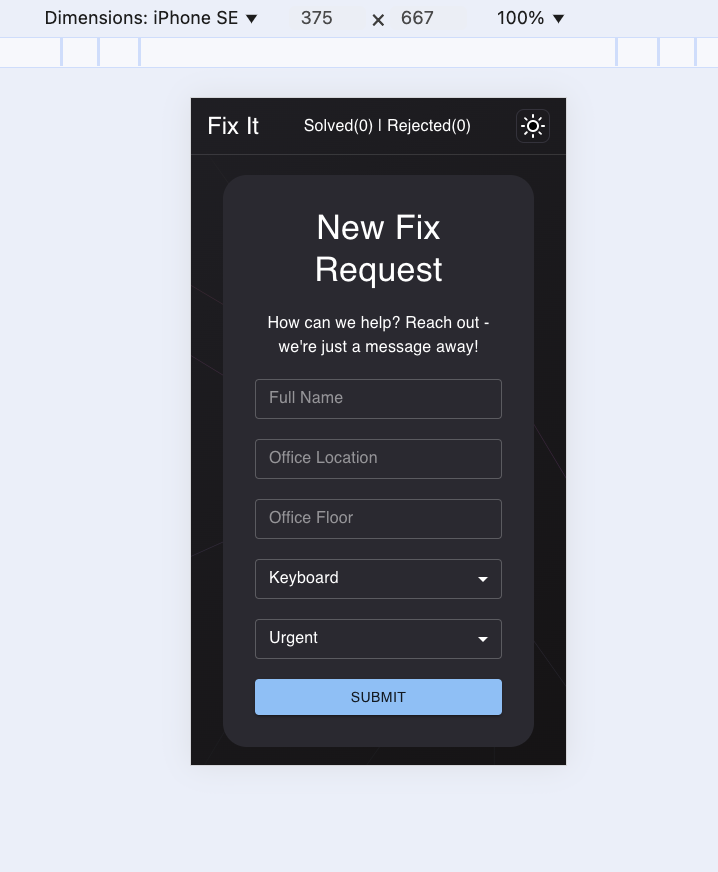 Dimensions: iPhone SE ▼ 375 × 667 100% ▼
Fix It Solved(0) | Rejected(0)
New Fix
Request
How can we help? Reach out -
we're just a message away!
Full Name
Office Location
Office Floor
Keyboard
Urgent
SUBMIT